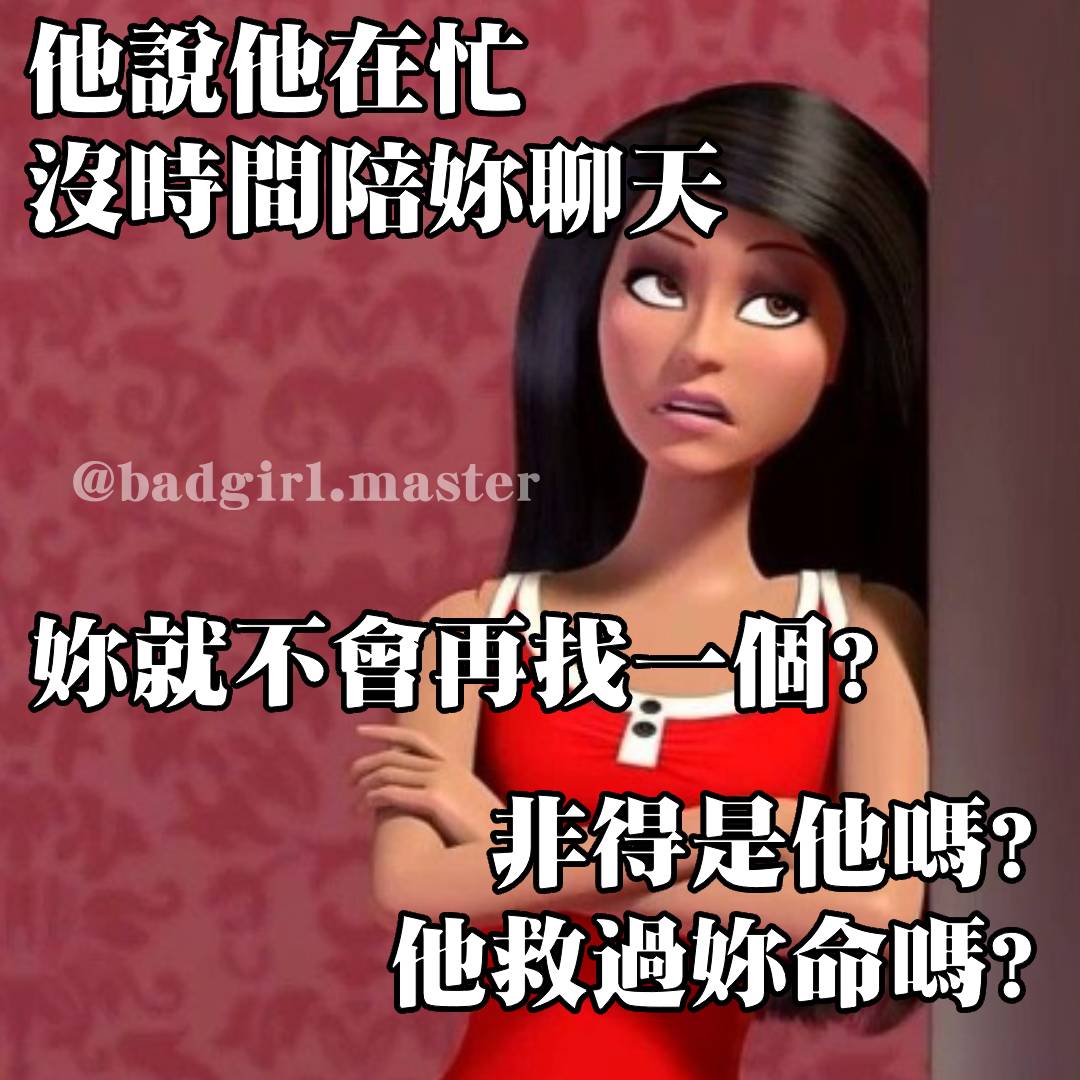 他說他在忙
沒時間陪妳聊天
@badgirl.master
妳就不會再找一個?
非得是他嗎?
他救過妳命嗎?